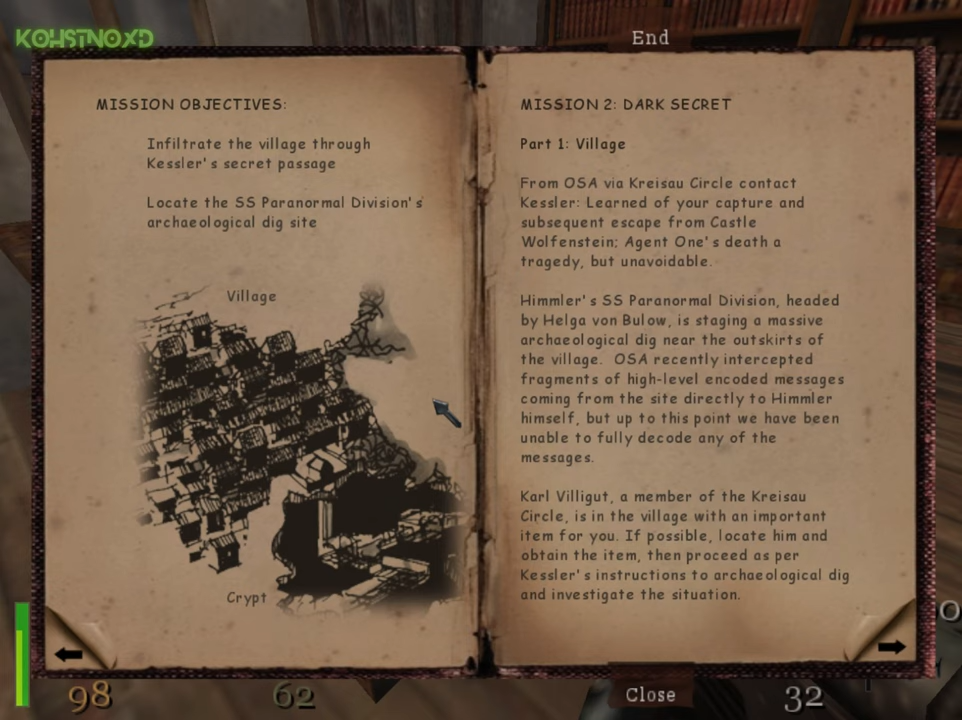 KOHSTNOXD
End
MISSION OBJECTIVES:
Infiltrate the village through
Kessler's secret passage
Locate the SS Paranormal Division's
archaeological dig site
Village
Crypt
MISSION 2: DARK SECRET
Part 1: Village
From OSA via Kreisau Circle contact
Kessler: Learned of your capture and
subsequent escape from Castle
Wolfenstein; Agent One's death a
tragedy, but unavoidable.
Himmler's SS Paranormal Division, headed
by Helga von Bulow, is staging a massive
archaeological dig near the outskirts of
the village. OSA recently intercepted
fragments of high-level encoded messages
coming from the site directly to Himmler
himself, but up to this point we have been
unable to fully decode any of the
messages.
Karl Villigut, a member of the Kreisau
Circle, is in the village with an important
item for you. If possible, locate him and
obtain the item, then proceed as per
Kessler's instructions to archaeological dig
and investigate the situation.
98
62
Close
32